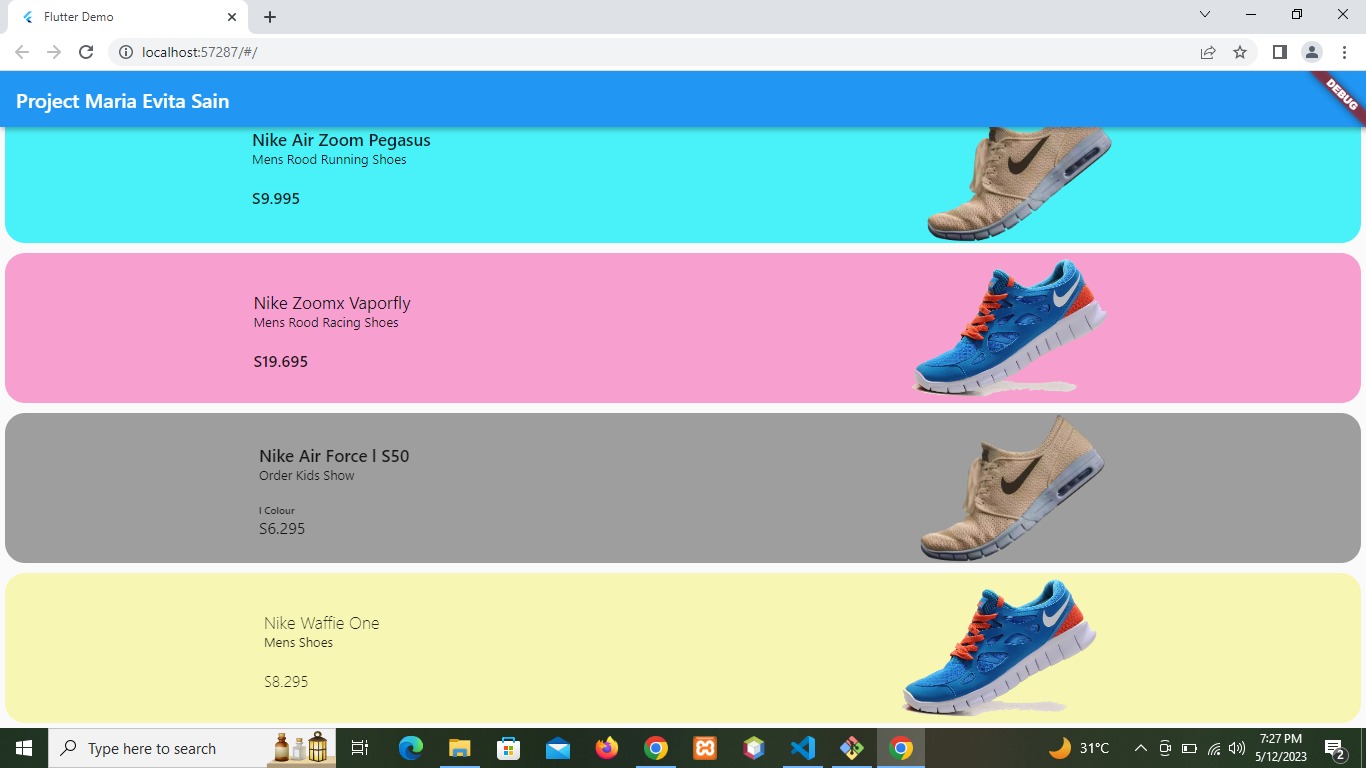 Flutter Demo
localhost:57287/#/
Project Maria Evita Sain
DEBUG
Nike Air Zoom Pegasus
Mens Rood Running Shoes
S9.995
Nike Zoomx Vaporfly
Mens Rood Racing Shoes
S19.695
Nike Air Force l S50
Order Kids Show
l Colour
S6.295
Nike Waffie One
Mens Shoes
S8.295
Type here to search
31°C
7:27 PM
5/12/2023
2